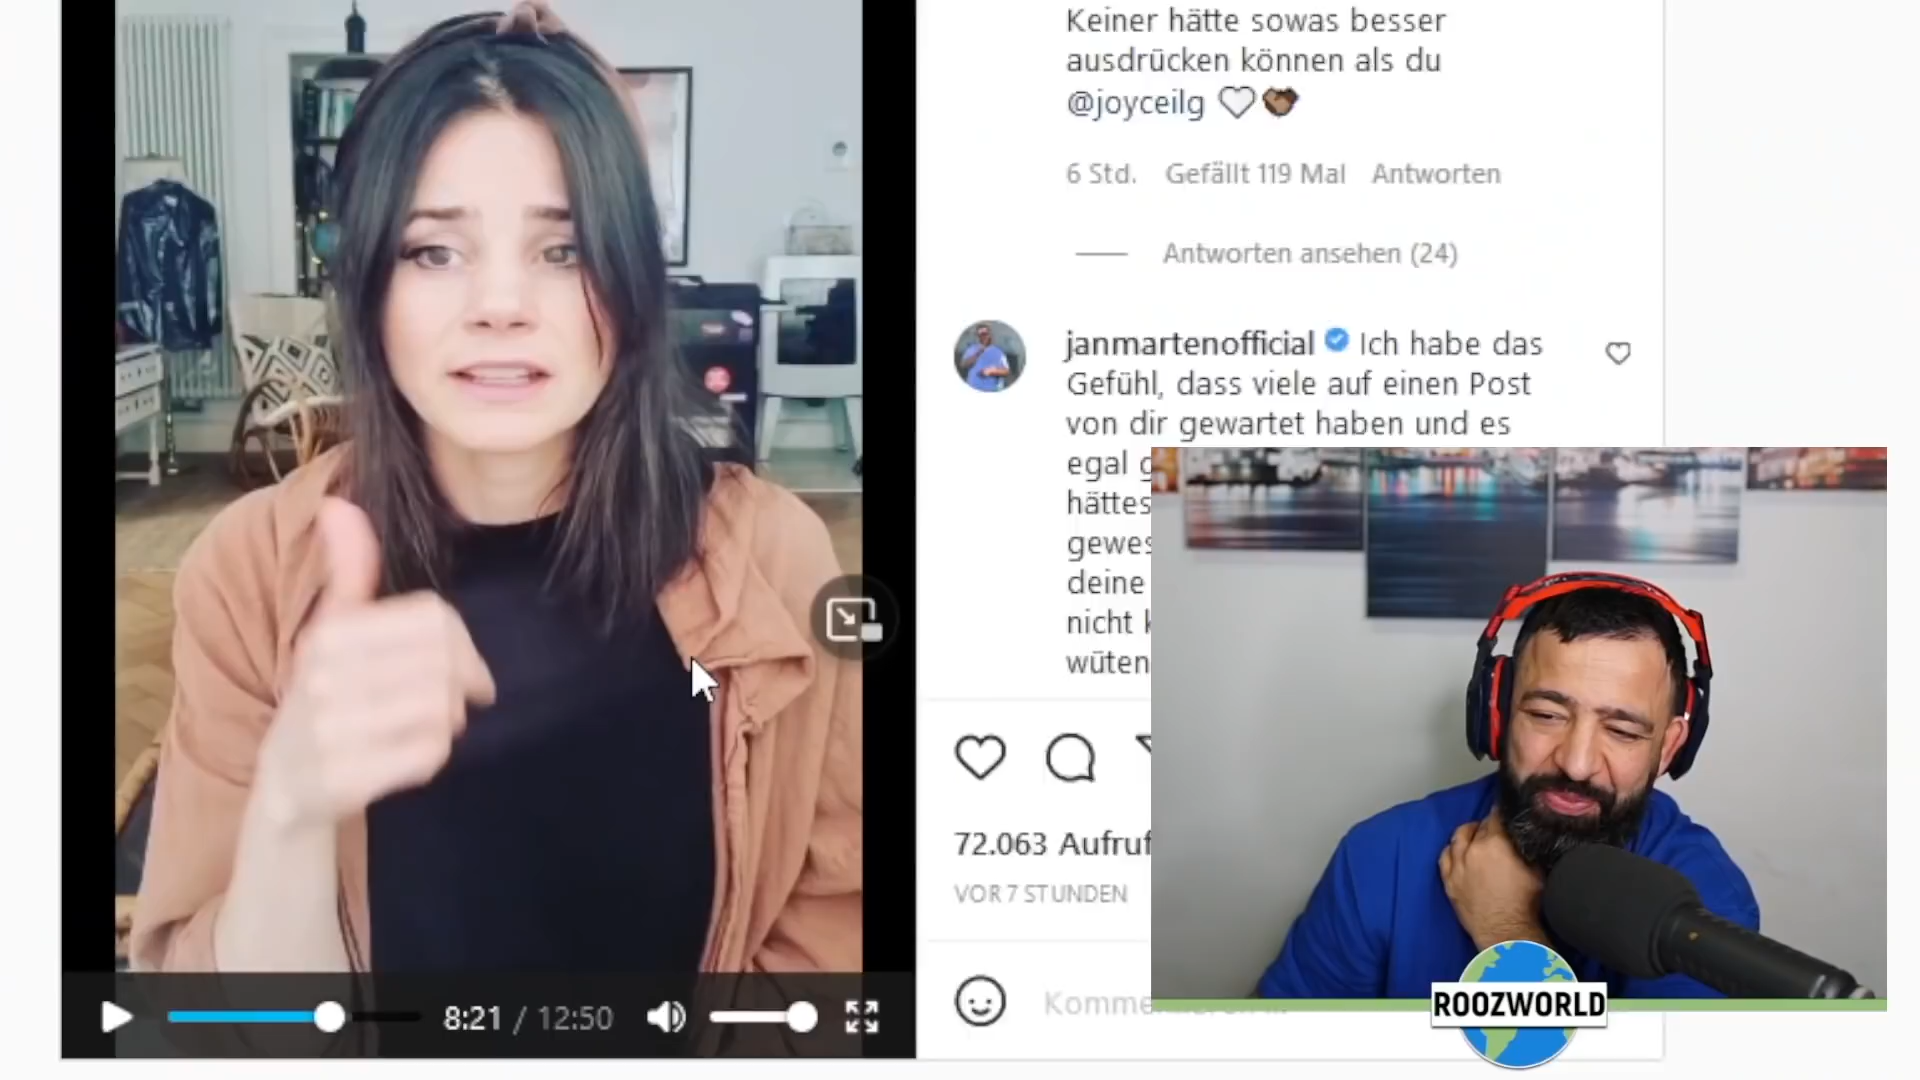 Keiner hätte sowas besser
ausdrücken können als du
@joyceilg
6 Std. Gefällt 119 Mal Antworten
Antworten ansehen (24)
janmartenofficial Ich habe das
Gefühl, dass viele auf einen Post
von dir gewartet haben und es
egal
deine
nicht
72.063
VOR 7 STUNDEN
8:21 / 12:50
ROOZWORLD